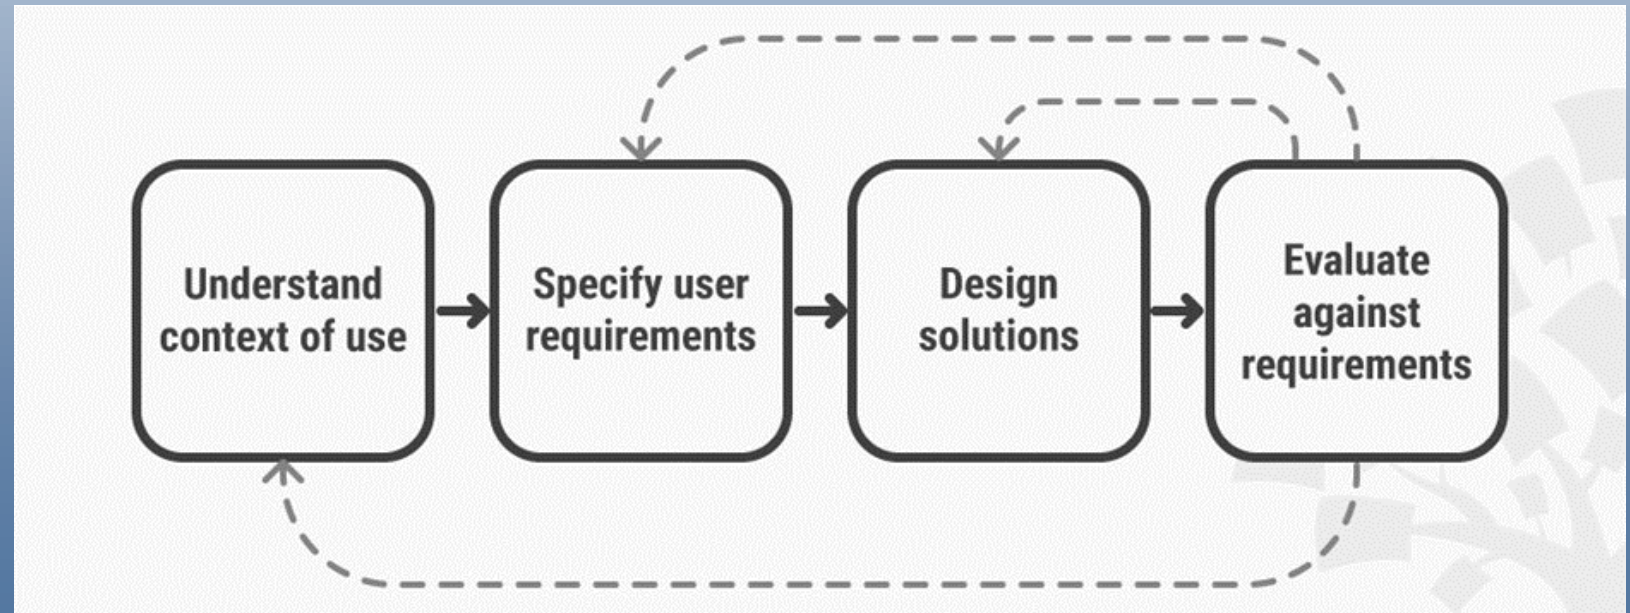 Understand
context of use
Specify user
requirements
Design
solutions
Evaluate
against
requirements